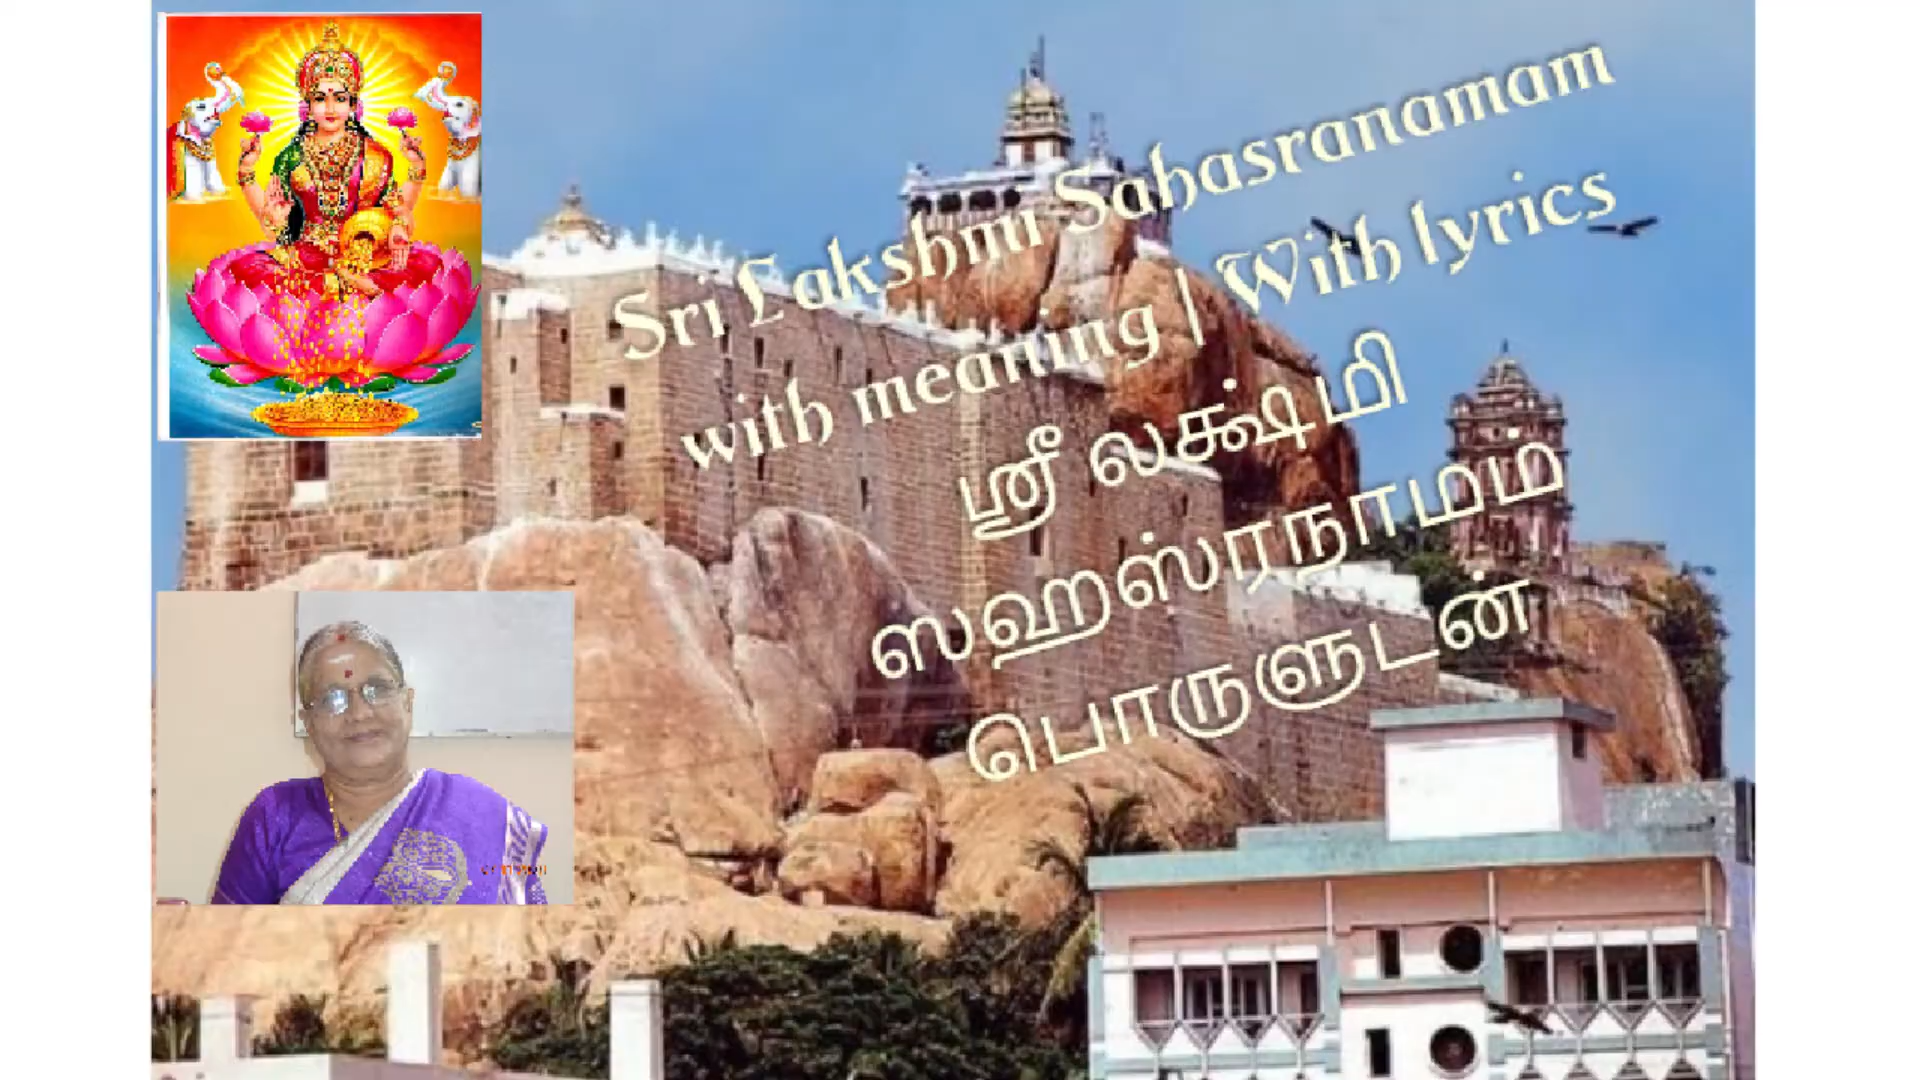 Sri Lakshmi Sahasranamam
with meaning | With lyrics
ஸ்ரீ லக்ஷ்மி
ஸஹஸ்ரநாமம
பொருளுடன்